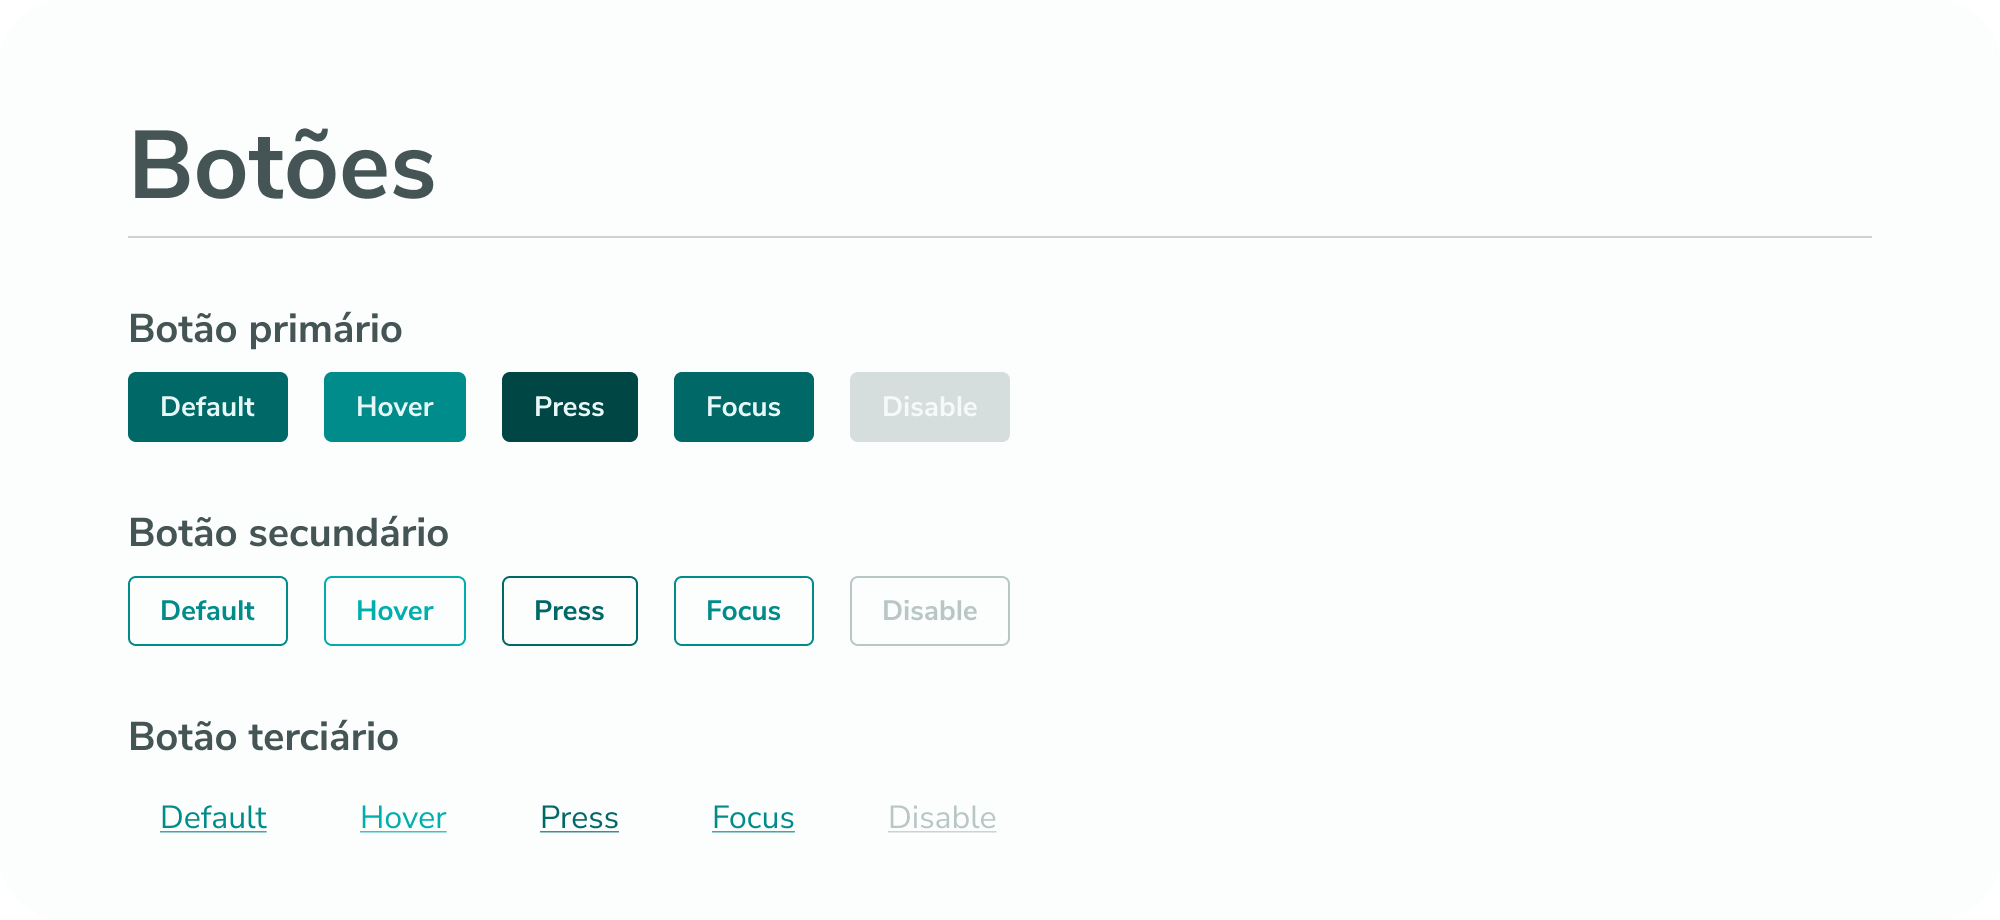 Botões
Botão primário
Default Hover Press Focus Disable
Botão secundário
Default Hover Press Focus Disable
Botão terciário
Default Hover Press Focus Disable